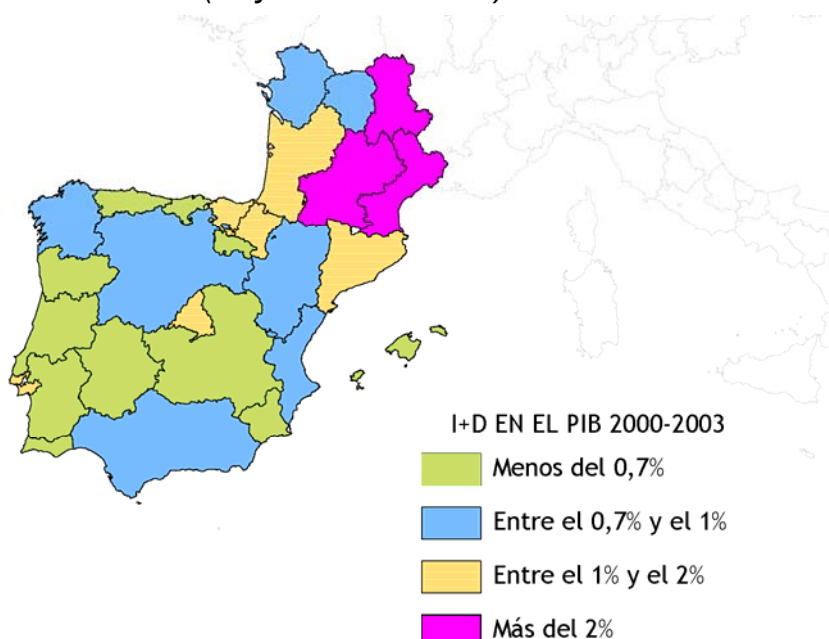 I+D EN EL PIB 2000-2003
Menos del 0,7%
Entre el 0,7% y el 1%
Entre el 1% y el 2%
Más del 2%